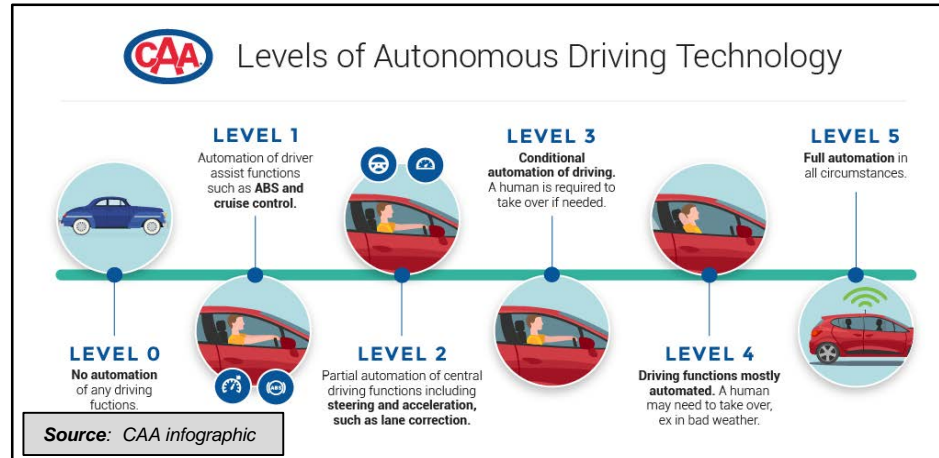 CAA
Levels of Autonomous Driving Technology
LEVEL 0
No automation
of any driving
fuctions.
LEVEL 1
Automation of driver
assist functions
such as ABS and
cruise control.
ABS
LEVEL 2
Partial automation of central
driving functions including
steering and acceleration,
such as lane correction.
LEVEL 3
Conditional
automation of driving.
A human is required to
take over if needed.
LEVEL 4
Driving functions mostly
automated. A human
may need to take over,
ex in bad weather.
LEVEL 5
Full automation in
all circumstances.
Source: CAA infographic